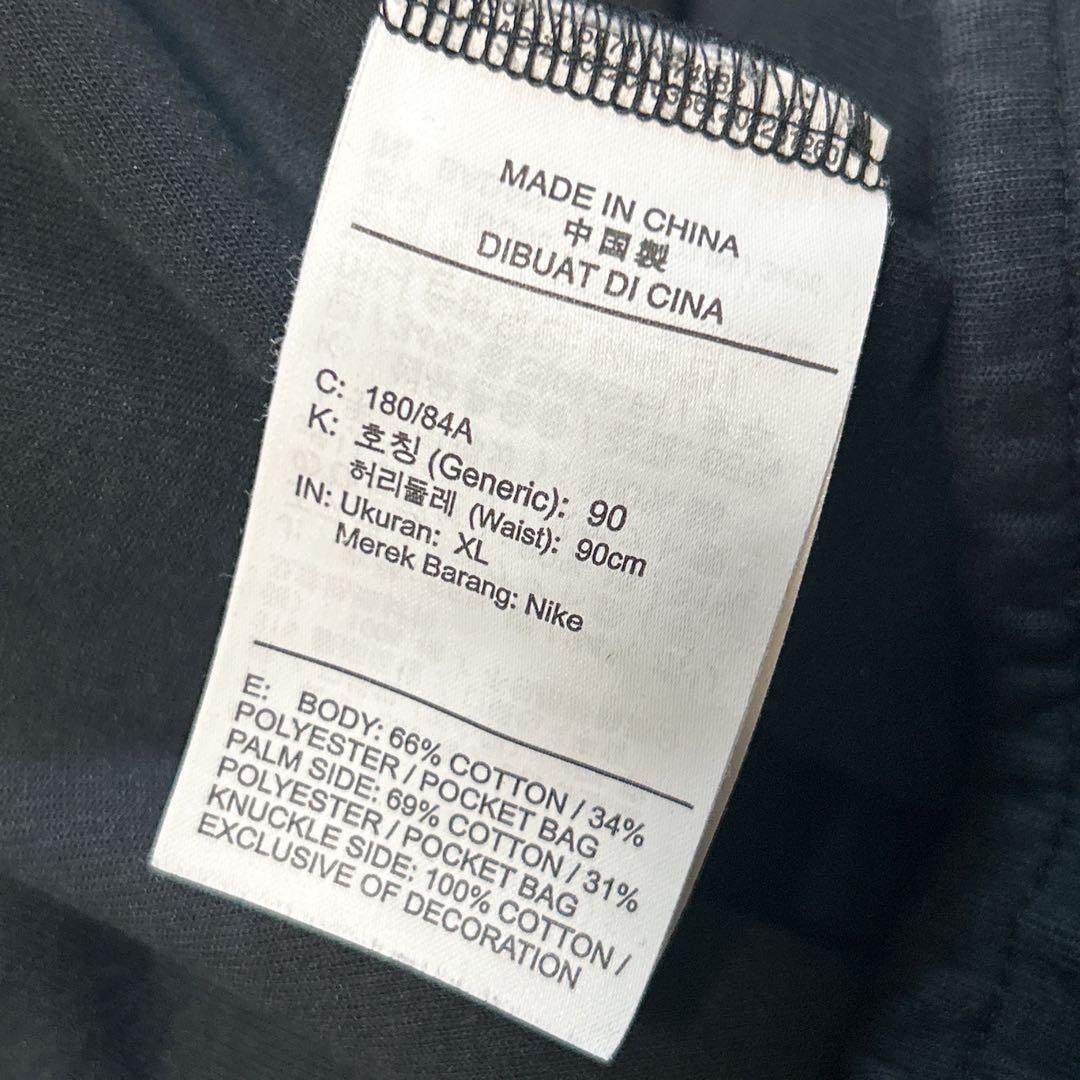 MADE IN CHINA
中国製
DIBUAT DI CINA
C: 180/84A
K: 호칭 (Generic): 90
허리둘레 (Waist): 90cm
IN: Ukuran: XL
Merek Barang: Nike
E: BODY: 66% COTTON / 34%
POLYESTER / POCKET BAG
PALM SIDE: 69% COTTON / 31%
POLYESTER / POCKET BAG
KNUCKLE SIDE: 100% COTTON /
EXCLUSIVE OF DECORATION